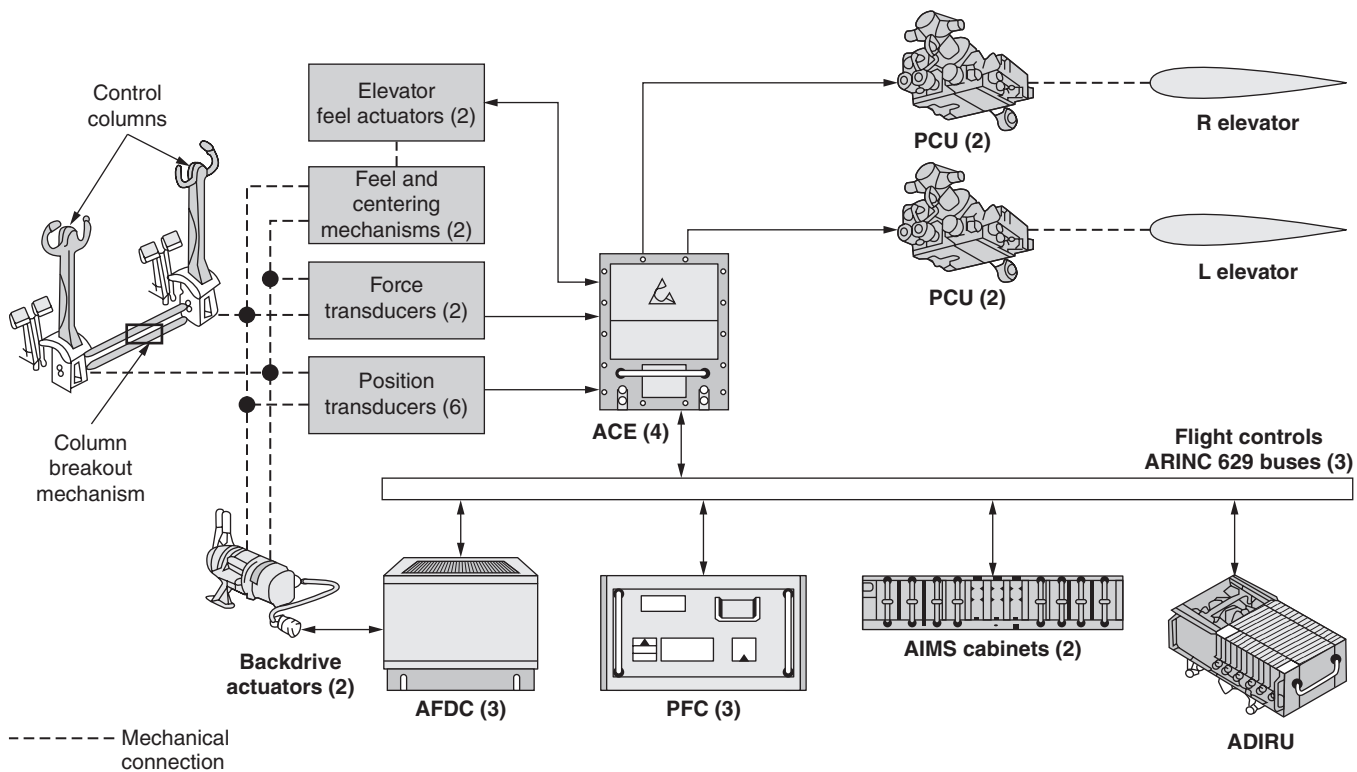 Control
columns
Elevator
feel actuators (2)
Feel and
centering
mechanisms (2)
Force
transducers (2)
Position
transducers (6)
Column
breakout
mechanism
PCU (2)
R elevator
PCU (2)
L elevator
ACE (4)
Flight controls
ARINC 629 buses (3)
Backdrive
actuators (2)
AFDC (3)
PFC (3)
AIMS cabinets (2)
ADIRU
Mechanical
connection